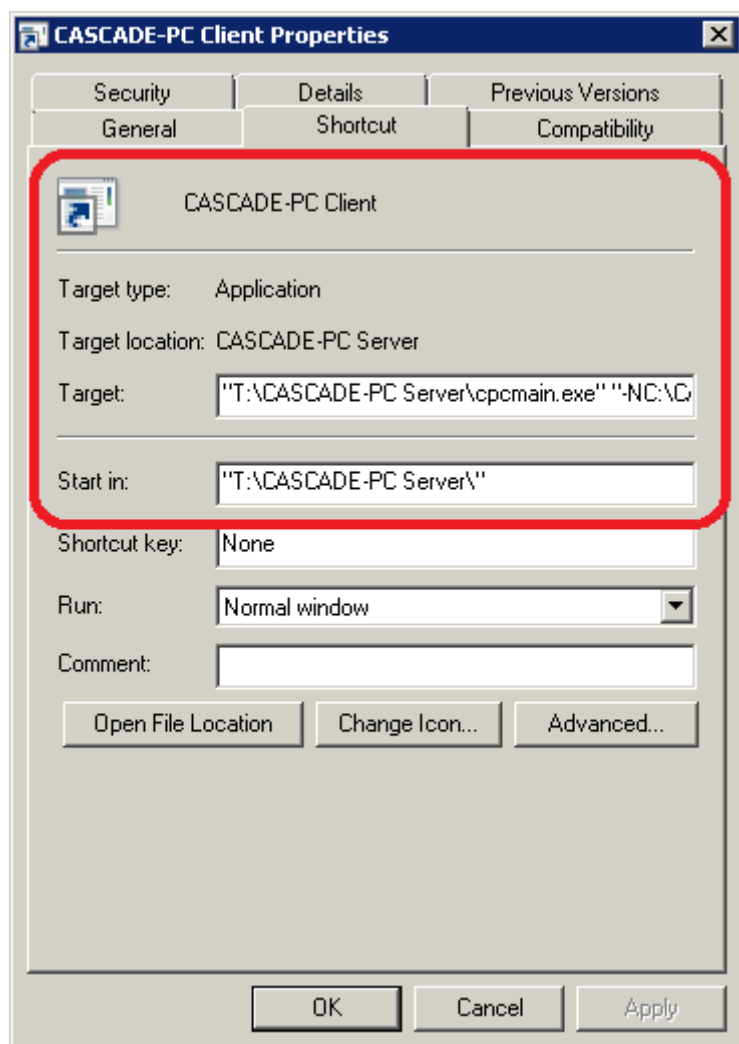 CASCADE-PC Client Properties
Security Details Previous Versions
General Shortcut Compatibility
CASCADE-PC Client
Target type: Application
Target location: CASCADE-PC Server
Target: "T:\CASCADE-PC Server\cpcmain.exe" "-NC:\CA
Start in: "T:\CASCADE-PC Server\"
Shortcut key: None
Run: Normal window
Comment:
Open File Location Change Icon... Advanced...
OK Cancel Apply